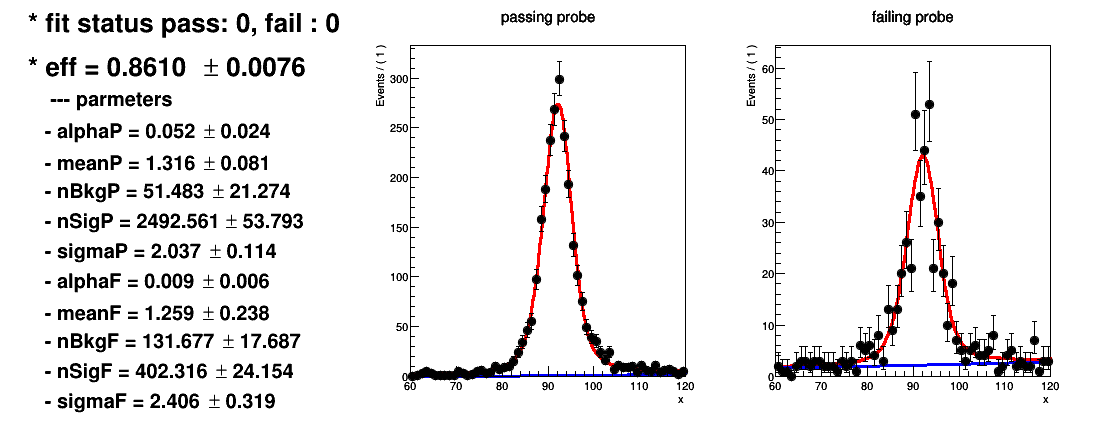 * fit status pass: 0, fail : 0
* eff = 0.8610 ± 0.0076
--- parmeters
- alphaP = 0.052 ± 0.024
- meanP = 1.316 ± 0.081
- nBkgP = 51.483 ± 21.274
- nSigP = 2492.561 ± 53.793
- sigmaP = 2.037 ± 0.114
- alphaF = 0.009 ± 0.006
- meanF = 1.259 ± 0.238
- nBkgF = 131.677 ± 17.687
- nSigF = 402.316 ± 24.154
- sigmaF = 2.406 ± 0.319
passing probe
Events / ( 1 )
300
250
200
150
100
50
0
60 70 80 90 100 110 120
x
failing probe
Events / ( 1 )
60
50
40
30
20
10
0
60 70 80 90 100 110 120
x